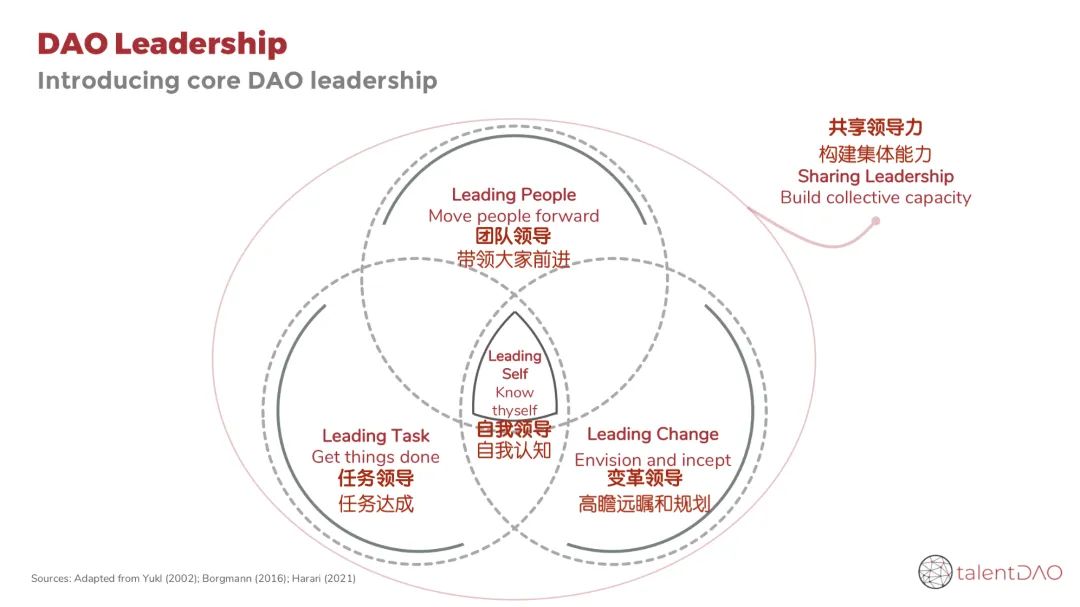 DAO Leadership
Introducing core DAO leadership
共享领导力
构建集体能力
Sharing Leadership
Build collective capacity
Leading People
Move people forward
团队领导
带领大家前进
Leading
Self
Know
thyself
自我领导
自我认知
Leading Task
Get things done
任务领导
任务达成
Leading Change
Envision and incept
变革领导
高瞻远瞩和规划
Sources: Adapted from Yukl (2002); Borgmann (2016); Harari (2021)
talentDAO